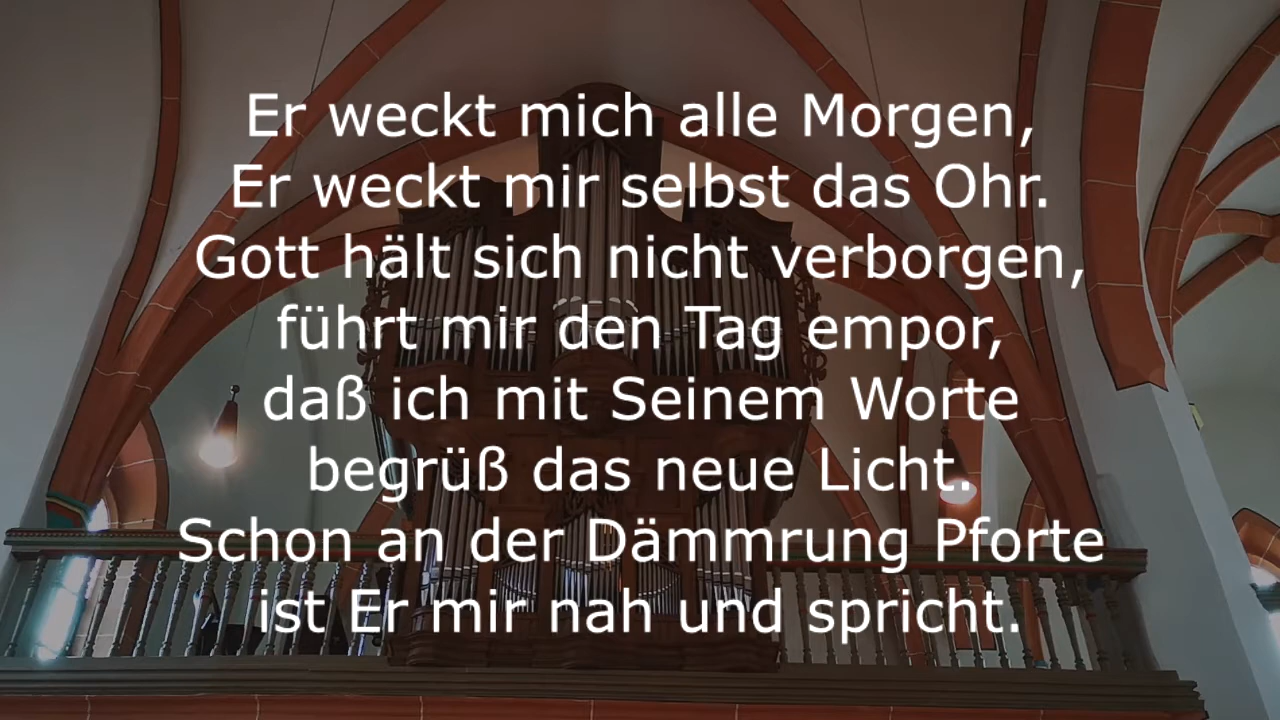 Er weckt mich alle Morgen,
Er weckt mir selbst das Ohr.
Gott hält sich nicht verborgen,
führt mir den Tag empor,
daß ich mit Seinem Worte
begrüß das neue Licht.
Schon an der Dämmrung Pforte
ist Er mir nah und spricht.